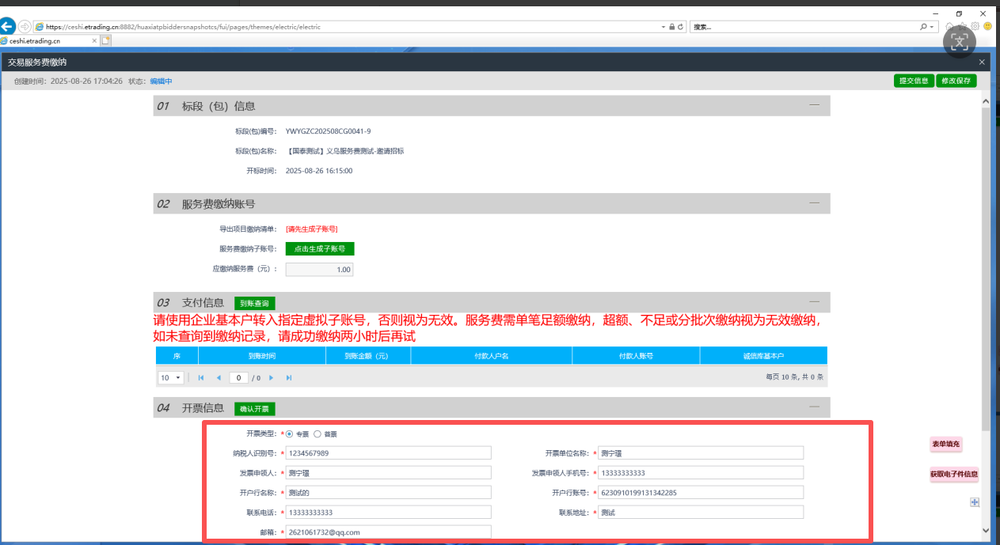 https://ceshi.etrading.cn:8882/huaxiatpbiddersnapshotcs/fui/pages/themes/electric/electric
搜索...
ceshi.etrading.cn
交易服务费缴纳
创建时间: 2025-08-26 17:04:26 状态: 编辑中
提交信息 修改保存
01 标段（包）信息
标段(包)编号: YWYGZC202508CG0041-9
标段(包)名称: 【国泰测试】义乌服务费测试-邀请招标
开标时间: 2025-08-26 16:15:00
02 服务费缴纳账号
导出项目缴纳清单: [请先生成子账号]
服务费缴纳子账号: 点击生成子账号
应缴纳服务费（元）: 1.00
03 支付信息 到账查询
请使用企业基本户转入指定虚拟子账号，否则视为无效。服务费需单笔足额缴纳，超额、不足或分批次缴纳视为无效缴纳，
如未查询到缴纳记录，请成功缴纳两小时后再试
序 到账时间 到账金额（元） 付款人户名 付款人账号 诚信库基本户
10 0 / 0 每页 10 条, 共 0 条
04 开票信息 确认开票
开票类型: * 专票 普票
纳税人识别号: * 1234567989 开票单位名称: * 测宁瑶
发票申领人: * 测宁瑶 发票申领人手机号: * 13333333333
开户行名称: * 测试的 开户行账号: * 6230910199131342285
联系电话: * 13333333333 联系地址: * 测试
邮箱: * 2621061732@qq.com
表单填充
获取电子件信息